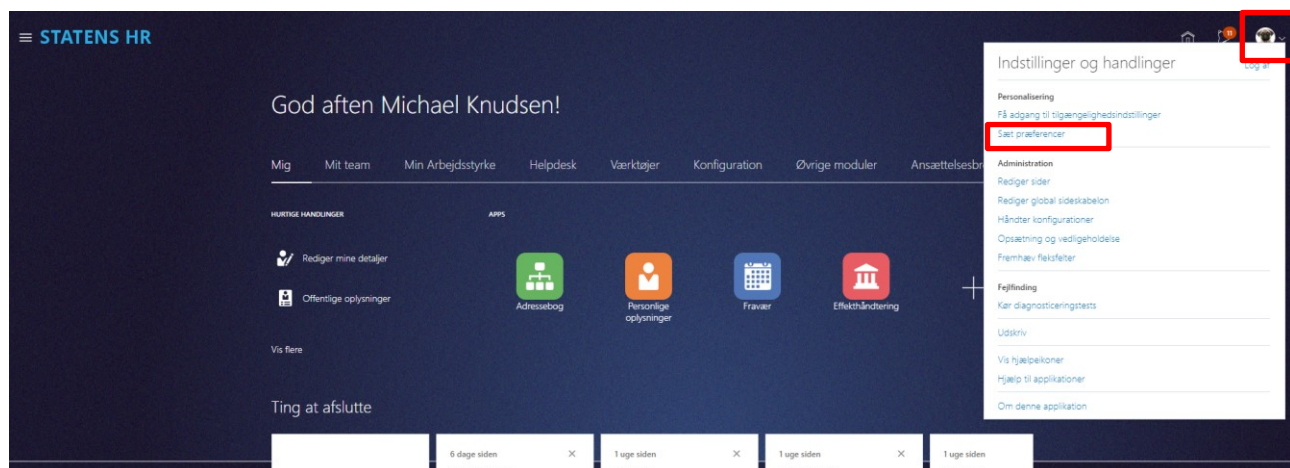 STATENS HR
11
Indstillinger og handlinger
Log af
God aften Michael Knudsen!
Personalisering
Få adgang til tilgængelighedsindstillinger
Sæt præferencer
Mig
Mit team
Min Arbejdsstyrke
Helpdesk
Værktøjer
Konfiguration
Øvrige moduler
Ansættelsesbr
Administration
Rediger sider
Rediger global sideskabelon
Håndter konfigurationer
Opsætning og vedligeholdelse
Fremhæv fleksfelter
HURTIGE HANDLINGER
APPS
Rediger mine detaljer
Offentlige oplysninger
Vis flere
Adressebog
Personlige
oplysninger
Fravær
Effekthåndtering
Fejlfinding
Kør diagnosticeringstests
Udskriv
Vis hjælpeikoner
Hjælp til applikationer
Om denne applikation
Ting at afslutte
6 dage siden
1 uge siden
1 uge siden
1 uge siden